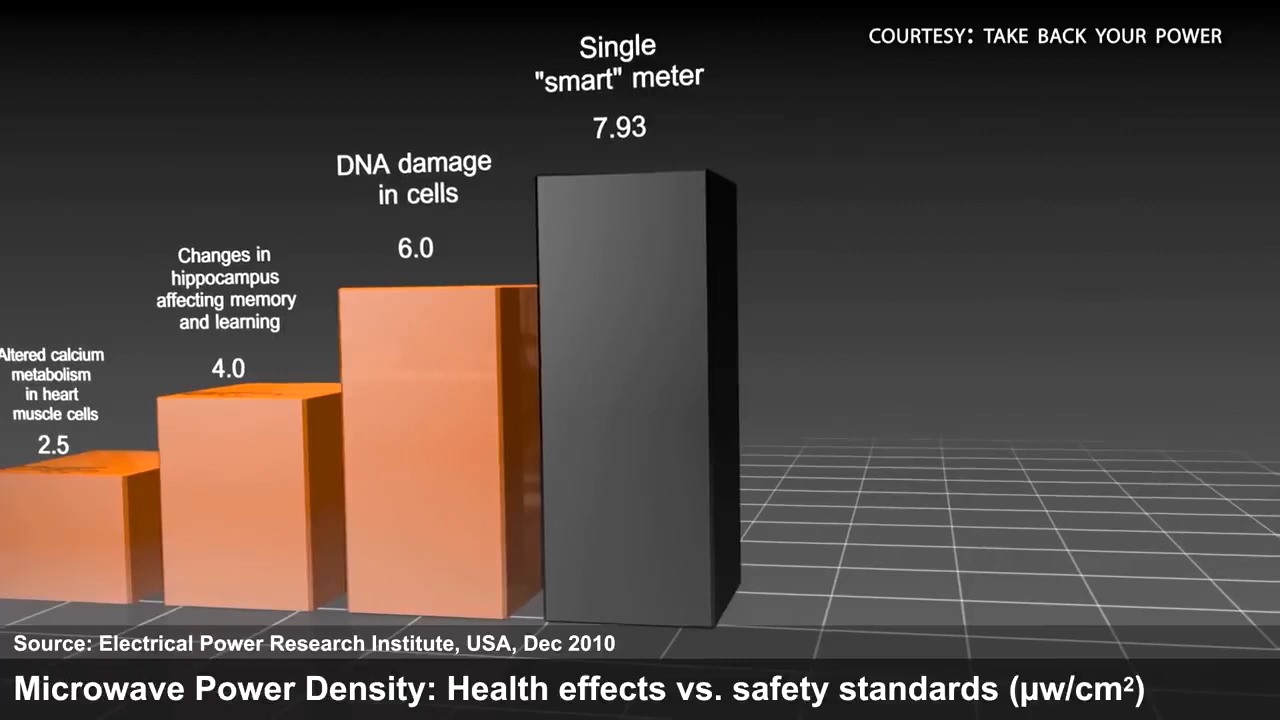 COURTESY: TAKE BACK YOUR POWER
Single
"smart" meter
7.93
DNA damage
in cells
6.0
Changes in
hippocampus
affecting memory
and learning
4.0
Altered calcium
metabolism
in heart
muscle cells
2.5
Source: Electrical Power Research Institute, USA, Dec 2010
Microwave Power Density: Health effects vs. safety standards (µw/cm²)